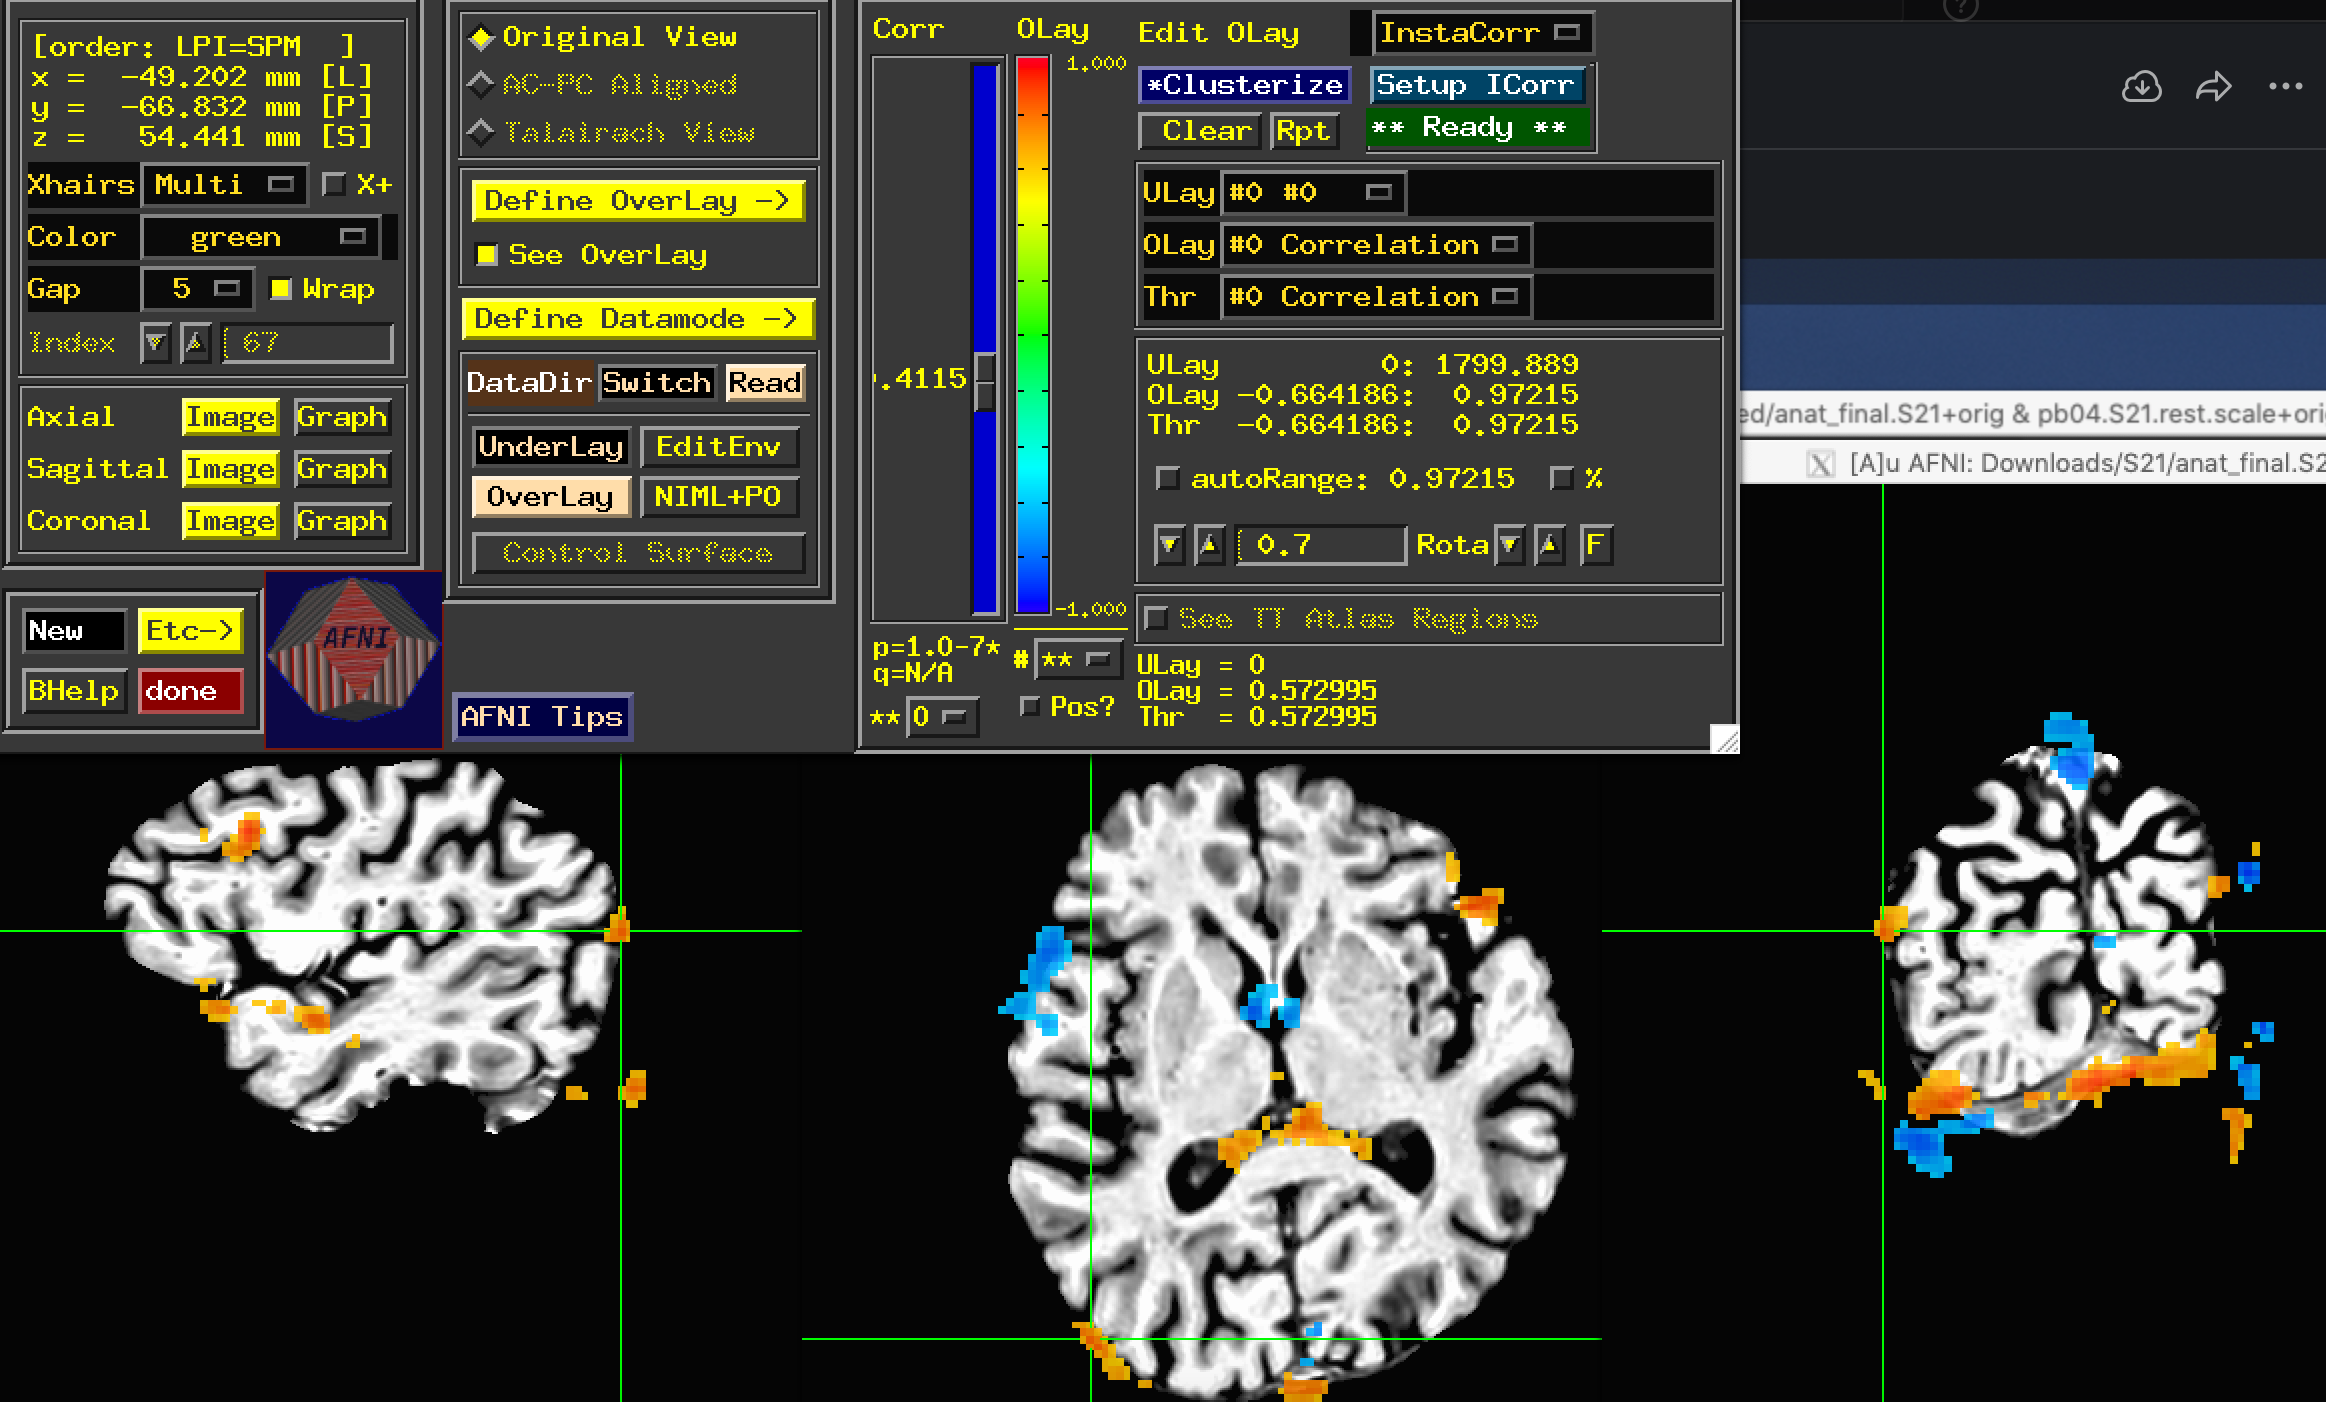 [order: LPI=SPM ]
x = -49.202 mm [L]
y = -66.832 mm [P]
z = 54.441 mm [S]
Xhairs Multi X+
Color green
Gap 5 Wrap
Index 67
Axial Image Graph
Sagittal Image Graph
Coronal Image Graph
New Etc->
BHelp done
AFNI
Original View
AC-PC Aligned
Talairach View
Define OverLay ->
See OverLay
Define Datamode ->
DataDir Switch Read
UnderLay EditEnv
OverLay NIML+PO
Control Surface
AFNI Tips
Corr
.4115
p=1.0-7*
q=N/A
** 0
OLay
1.000
-1.000
# **
Pos?
Edit OLay InstaCorr
*Clusterize Setup ICorr
Clear Rpt ** Ready **
ULay #0 #0
OLay #0 Correlation
Thr #0 Correlation
ULay 0: 1799.889
OLay -0.664186: 0.97215
Thr -0.664186: 0.97215
autoRange: 0.97215 %
0.7 Rota F
See TT Atlas Regions
ULay = 0
OLay = 0.572995
Thr = 0.572995
?
ed/anat_final.S21+orig & pb04.S21.rest.scale+ori
X [A]u AFNI: Downloads/S21/anat_final.S2